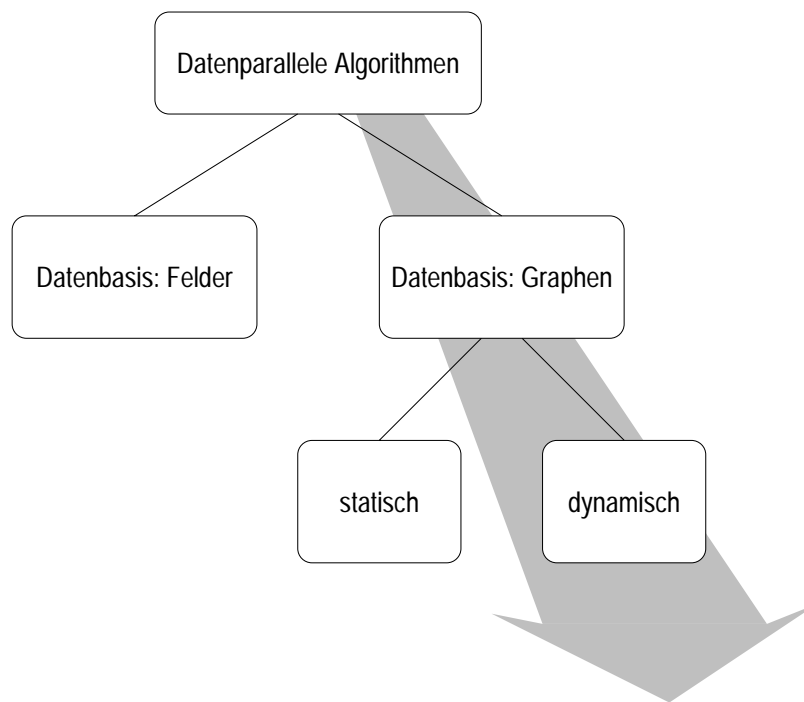 Datenparallele Algorithmen
Datenbasis: Felder
Datenbasis: Graphen
statisch
dynamisch